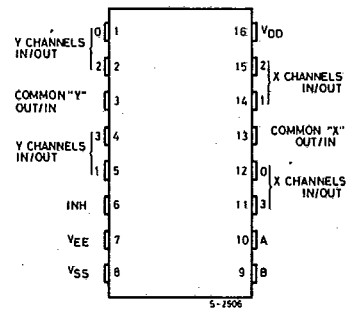 0 1
Y CHANNELS
IN/OUT
2 2
COMMON "Y"
OUT/IN
3
3 4
Y CHANNELS
IN/OUT
1 5
INH 6
VEE 7
VSS 8
16 VDD
15 2
X CHANNELS
IN/OUT
14 1
13 COMMON "X"
OUT/IN
12 0
X CHANNELS
IN/OUT
11 3
10 A
9 B
S-2506